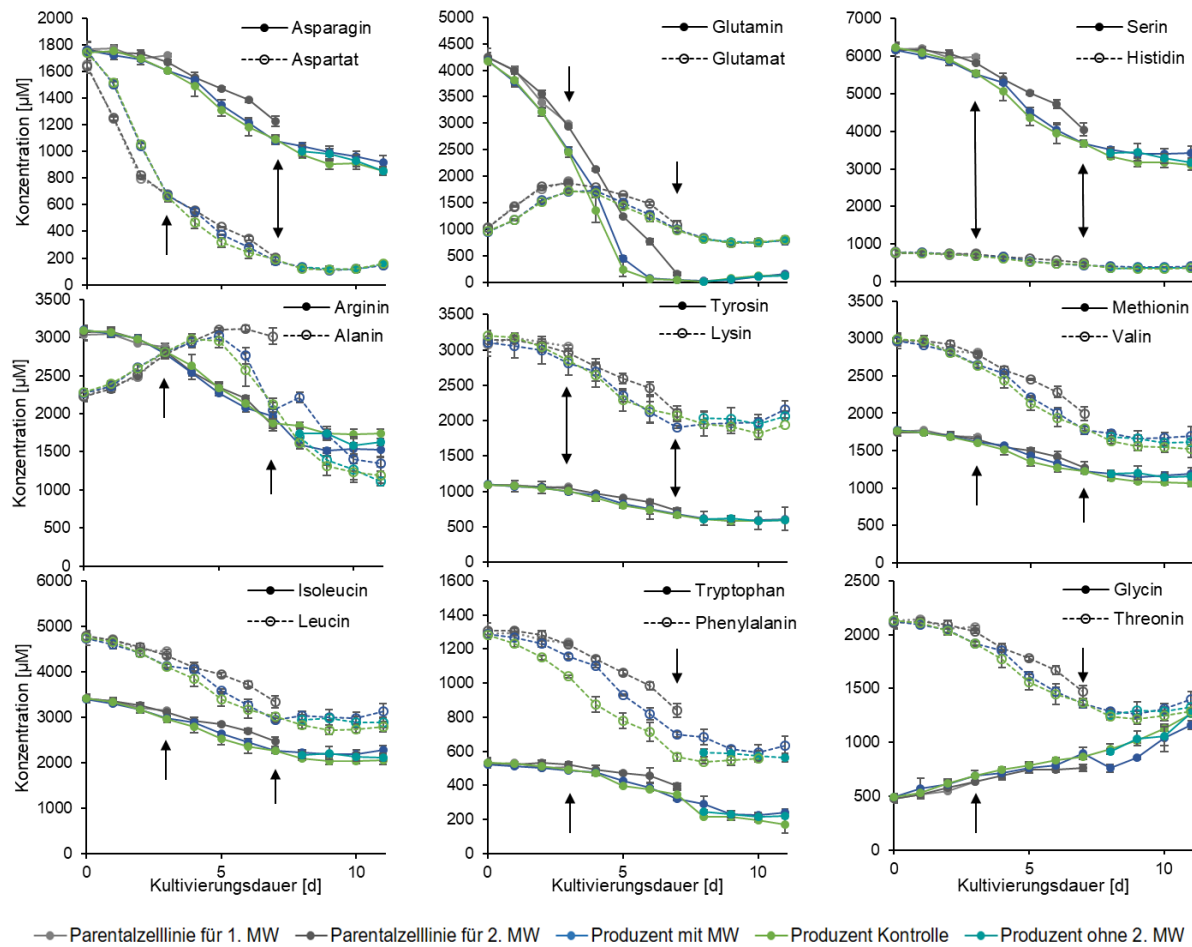 Konzentration [µM]
2000
1800
1600
1400
1200
1000
800
600
400
200
0
Asparagin
Aspartat
5000
4500
4000
3500
3000
2500
2000
1500
1000
500
0
Glutamin
Glutamat
7000
6000
5000
4000
3000
2000
1000
0
Serin
Histidin
Konzentration [µM]
3500
3000
2500
2000
1500
1000
500
0
Arginin
Alanin
3500
3000
2500
2000
1500
1000
500
0
Tyrosin
Lysin
3500
3000
2500
2000
1500
1000
500
0
Methionin
Valin
Konzentration [µM]
6000
5000
4000
3000
2000
1000
0
Isoleucin
Leucin
0 5 10
Kultivierungsdauer [d]
1600
1400
1200
1000
800
600
400
200
0
Tryptophan
Phenylalanin
0 5 10
Kultivierungsdauer [d]
2500
2000
1500
1000
500
0
Glycin
Threonin
0 5 10
Kultivierungsdauer [d]
Parentalzelllinie für 1. MW Parentalzelllinie für 2. MW Produzent mit MW Produzent Kontrolle Produzent ohne 2. MW